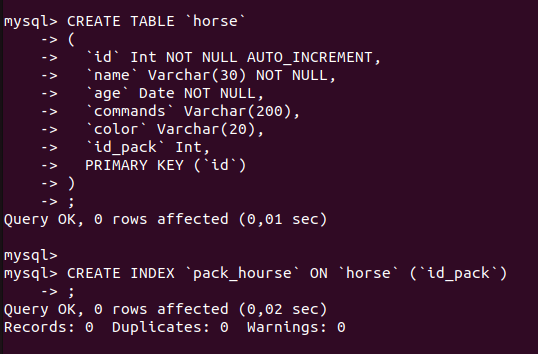 mysql> CREATE TABLE `horse`
    -> (
    ->   `id` Int NOT NULL AUTO_INCREMENT,
    ->   `name` Varchar(30) NOT NULL,
    ->   `age` Date NOT NULL,
    ->   `commands` Varchar(200),
    ->   `color` Varchar(20),
    ->   `id_pack` Int,
    ->   PRIMARY KEY (`id`)
    -> )
    -> ;
Query OK, 0 rows affected (0,01 sec)

mysql>
mysql> CREATE INDEX `pack_hourse` ON `horse` (`id_pack`)
    -> ;
Query OK, 0 rows affected (0,02 sec)
Records: 0  Duplicates: 0  Warnings: 0